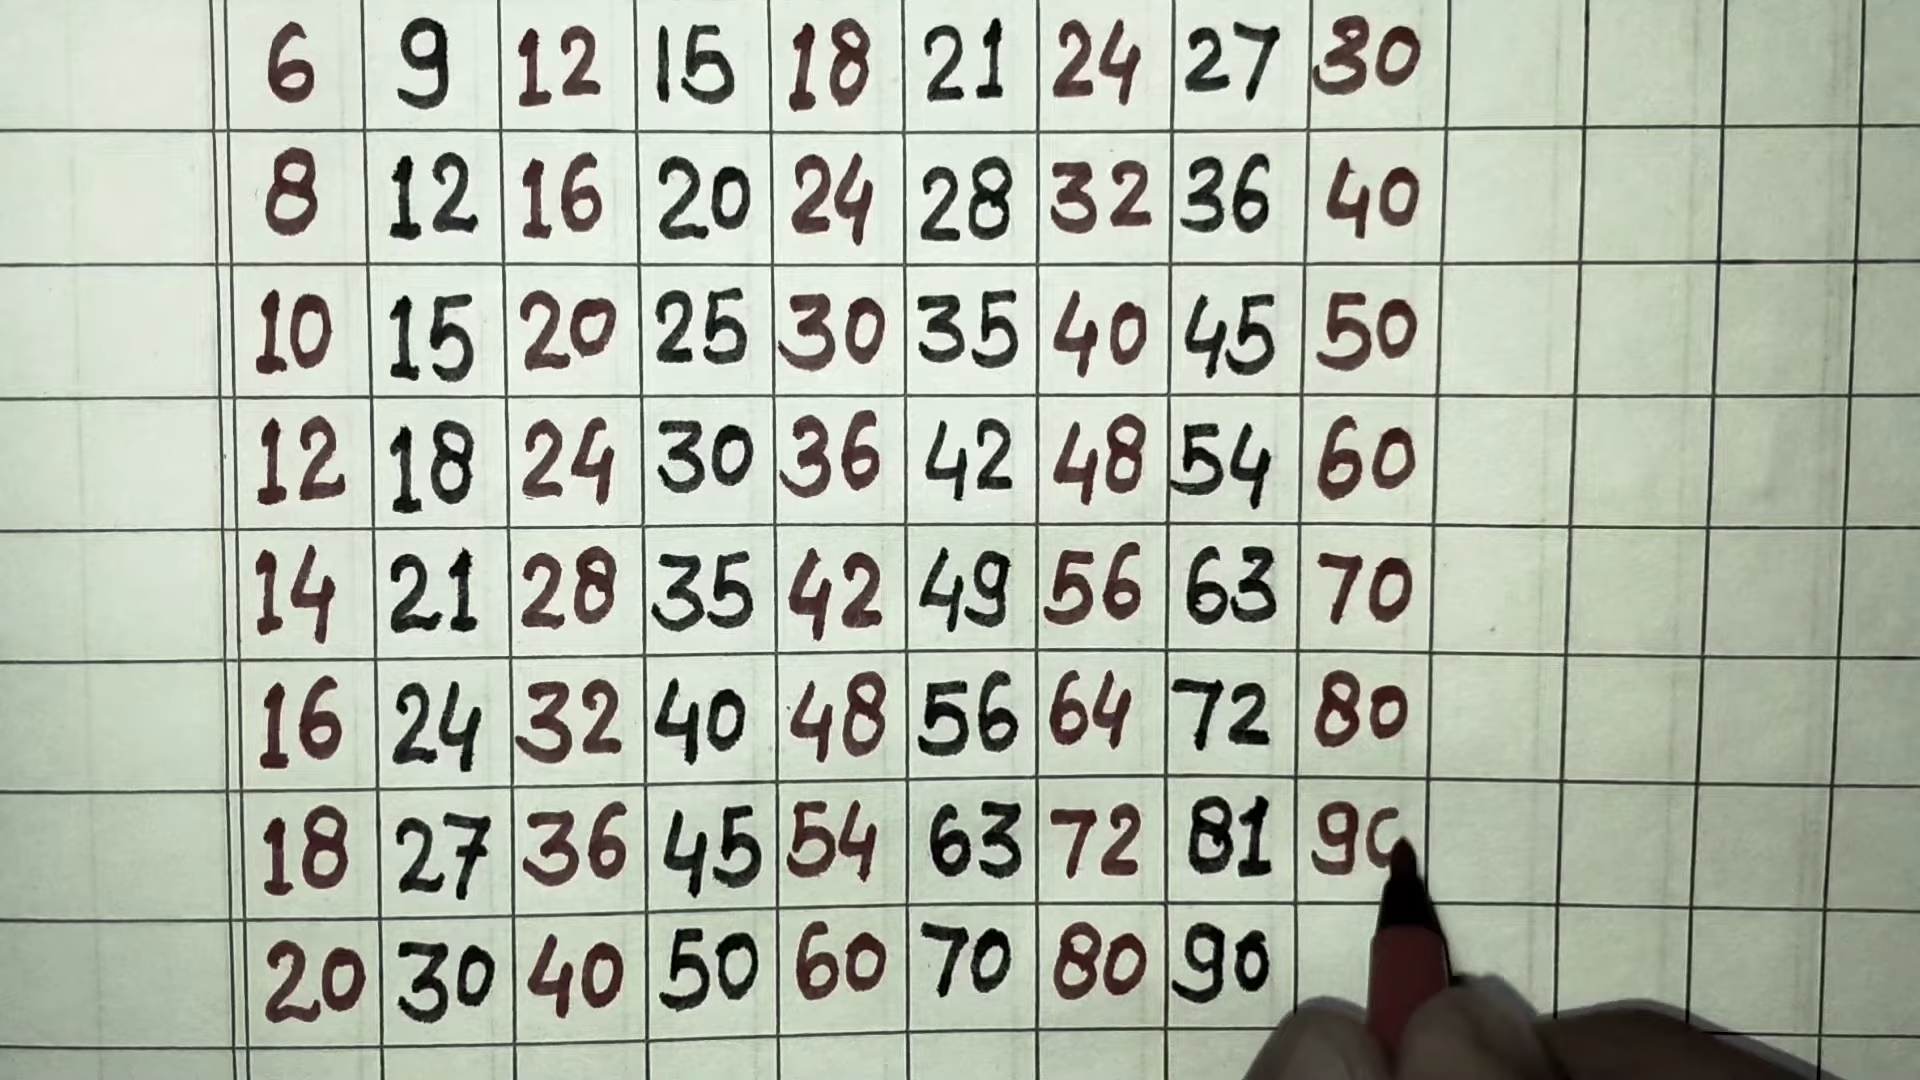 6 9 12 15 18 21 24 27 30
8 12 16 20 24 28 32 36 40
10 15 20 25 30 35 40 45 50
12 18 24 30 36 42 48 54 60
14 21 28 35 42 49 56 63 70
16 24 32 40 48 56 64 72 80
18 27 36 45 54 63 72 81 90
20 30 40 50 60 70 80 90